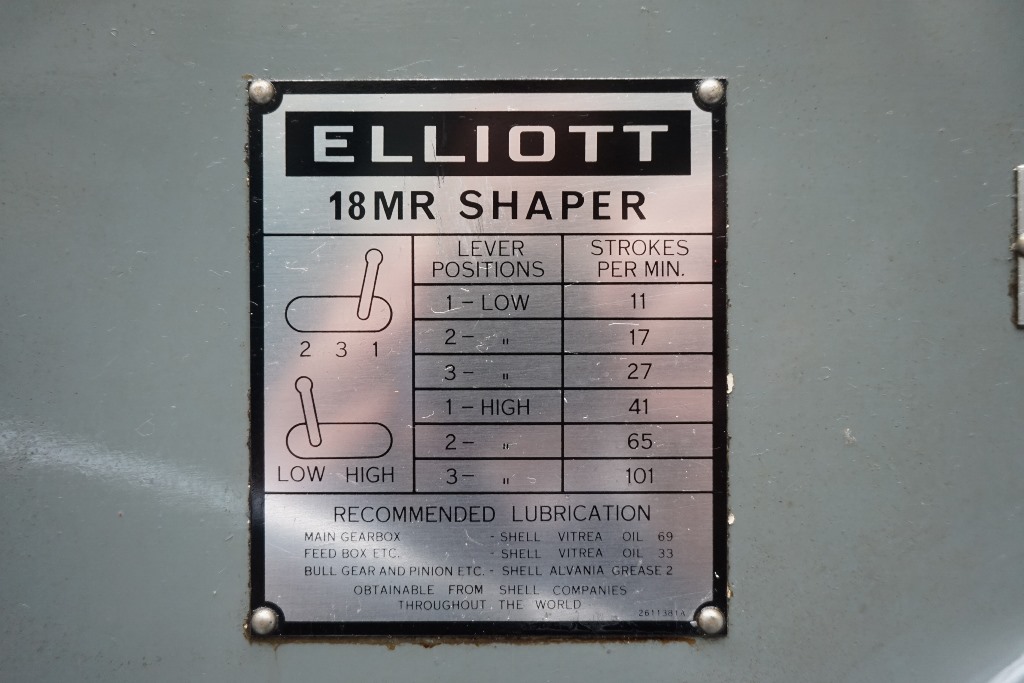 ELLIOTT
18MR SHAPER
LEVER POSITIONS STROKES PER MIN.
1 – LOW 11
2 – " 17
3 – " 27
1 – HIGH 41
2 – " 65
3 – " 101
2 3 1
LOW HIGH
RECOMMENDED LUBRICATION
MAIN GEARBOX - SHELL VITREA OIL 69
FEED BOX ETC. - SHELL VITREA OIL 33
BULL GEAR AND PINION ETC. - SHELL ALVANIA GREASE 2
OBTAINABLE FROM SHELL COMPANIES
THROUGHOUT THE WORLD
2611381A